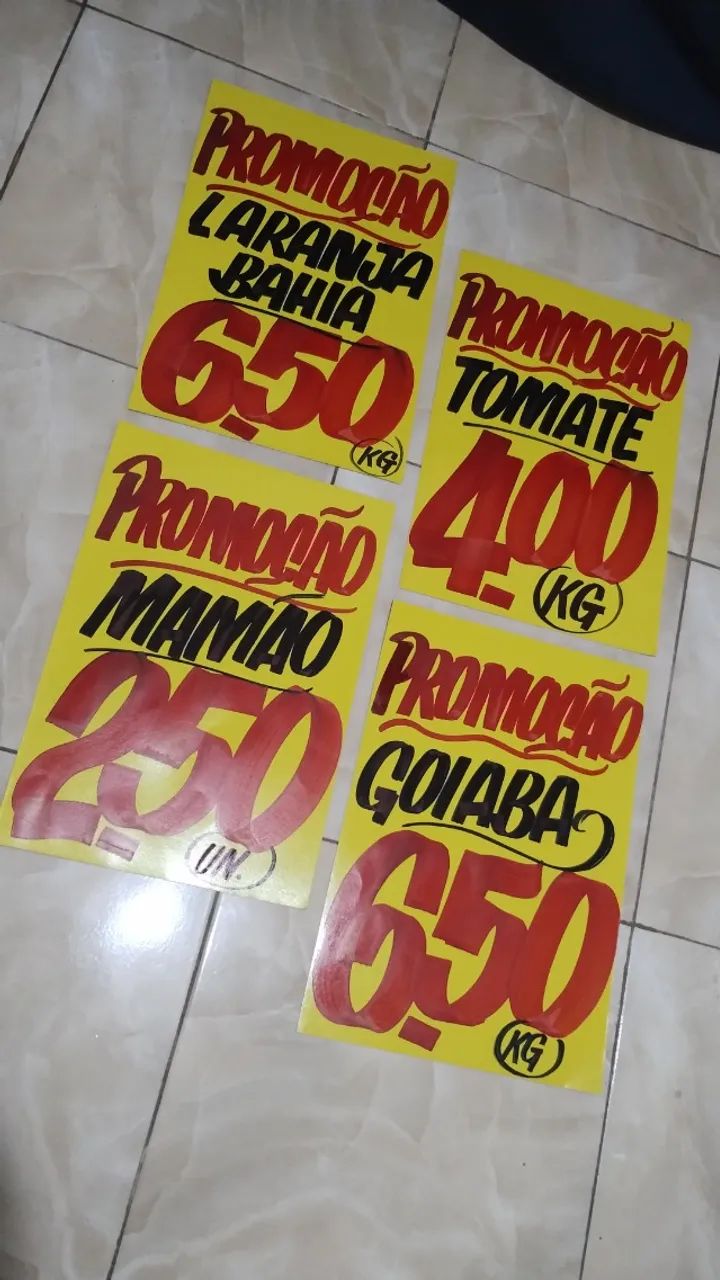 PROMOÇÃO
LARANJA
BAHIA
6.50
KG
PROMOÇÃO
TOMATE
4.00
KG
PROMOÇÃO
MAMÃO
2.50
UN.
PROMOÇÃO
GOIABA
6.50
KG